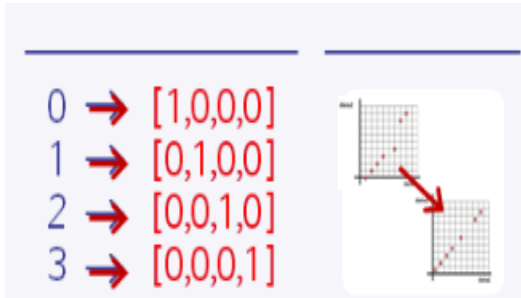 0 → [1,0,0,0]
1 → [0,1,0,0]
2 → [0,0,1,0]
3 → [0,0,0,1]